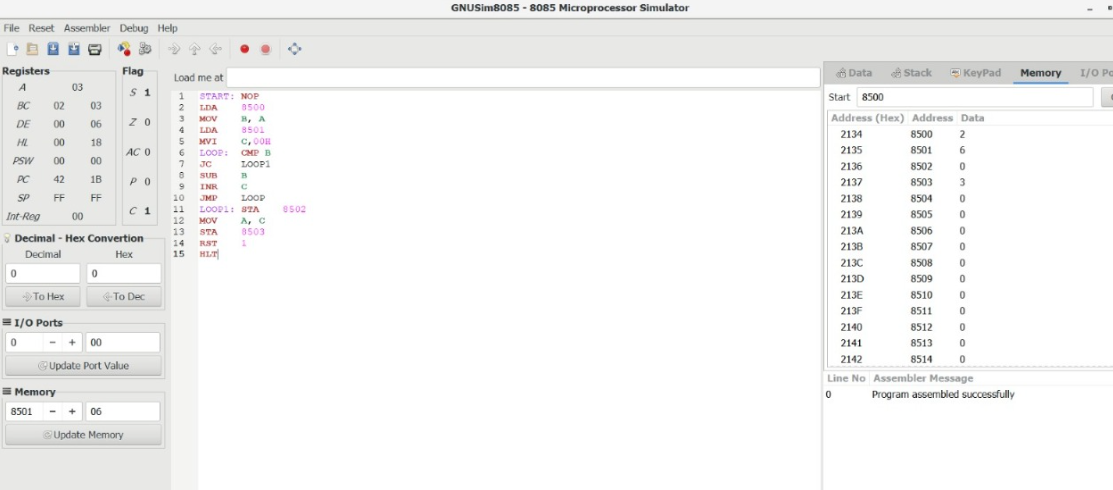 GNUSim8085 - 8085 Microprocessor Simulator
File Reset Assembler Debug Help
Registers
A 03
BC 02 03
DE 00 06
HL 00 18
PSW 00 00
PC 42 1B
SP FF FF
Int-Reg 00
Flag
S 1
Z 0
AC 0
P 0
C 1
Decimal - Hex Convertion
Decimal Hex
0 0
To Hex To Dec
I/O Ports
0 - + 00
Update Port Value
Memory
8501 - + 06
Update Memory
Load me at
1 START: NOP
2 LDA 8500
3 MOV B, A
4 LDA 8501
5 MVI C,00H
6 LOOP: CMP B
7 JC LOOP1
8 SUB B
9 INR C
10 JMP LOOP
11 LOOP1: STA 8502
12 MOV A, C
13 STA 8503
14 RST 1
15 HLT
Data Stack KeyPad Memory I/O Po
Start 8500
Address (Hex) Address Data
2134 8500 2
2135 8501 6
2136 8502 0
2137 8503 3
2138 8504 0
2139 8505 0
213A 8506 0
213B 8507 0
213C 8508 0
213D 8509 0
213E 8510 0
213F 8511 0
2140 8512 0
2141 8513 0
2142 8514 0
Line No Assembler Message
0 Program assembled successfully